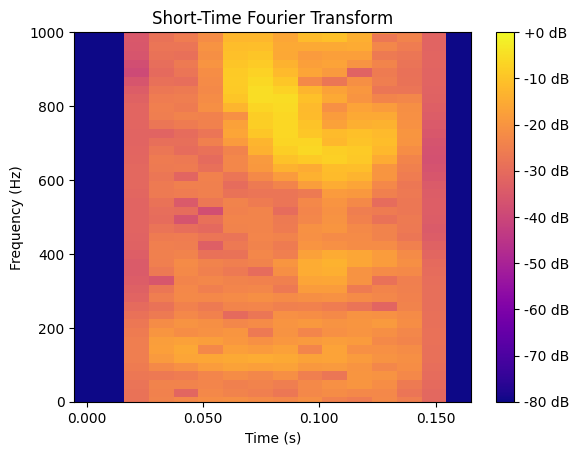 Short-Time Fourier Transform
1000
800
600
400
200
0
Frequency (Hz)
0.000
0.050
0.100
0.150
Time (s)
+0 dB
-10 dB
-20 dB
-30 dB
-40 dB
-50 dB
-60 dB
-70 dB
-80 dB